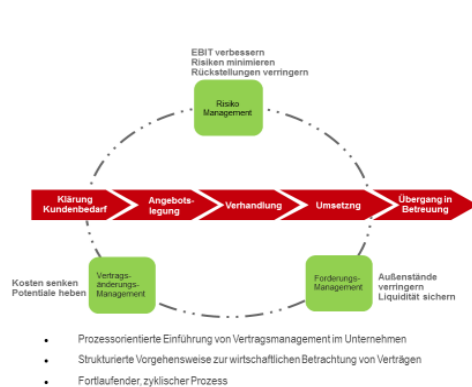 EBIT verbessern
Risiken minimieren
Rückstellungen verringern
Risiko
Management
Klärung
Kundenbedarf
Angebots-
legung
Verhandlung
Umsetzng
Übergang in
Betreuung
Kosten senken
Potentiale heben
Vertrags-
änderungs-
Management
Forderungs-
Management
Außenstände
verringern
Liquidität sichern
• Prozessorientierte Einführung von Vertragsmanagement im Unternehmen
• Strukturierte Vorgehensweise zur wirtschaftlichen Betrachtung von Verträgen
• Fortlaufender, zyklischer Prozess